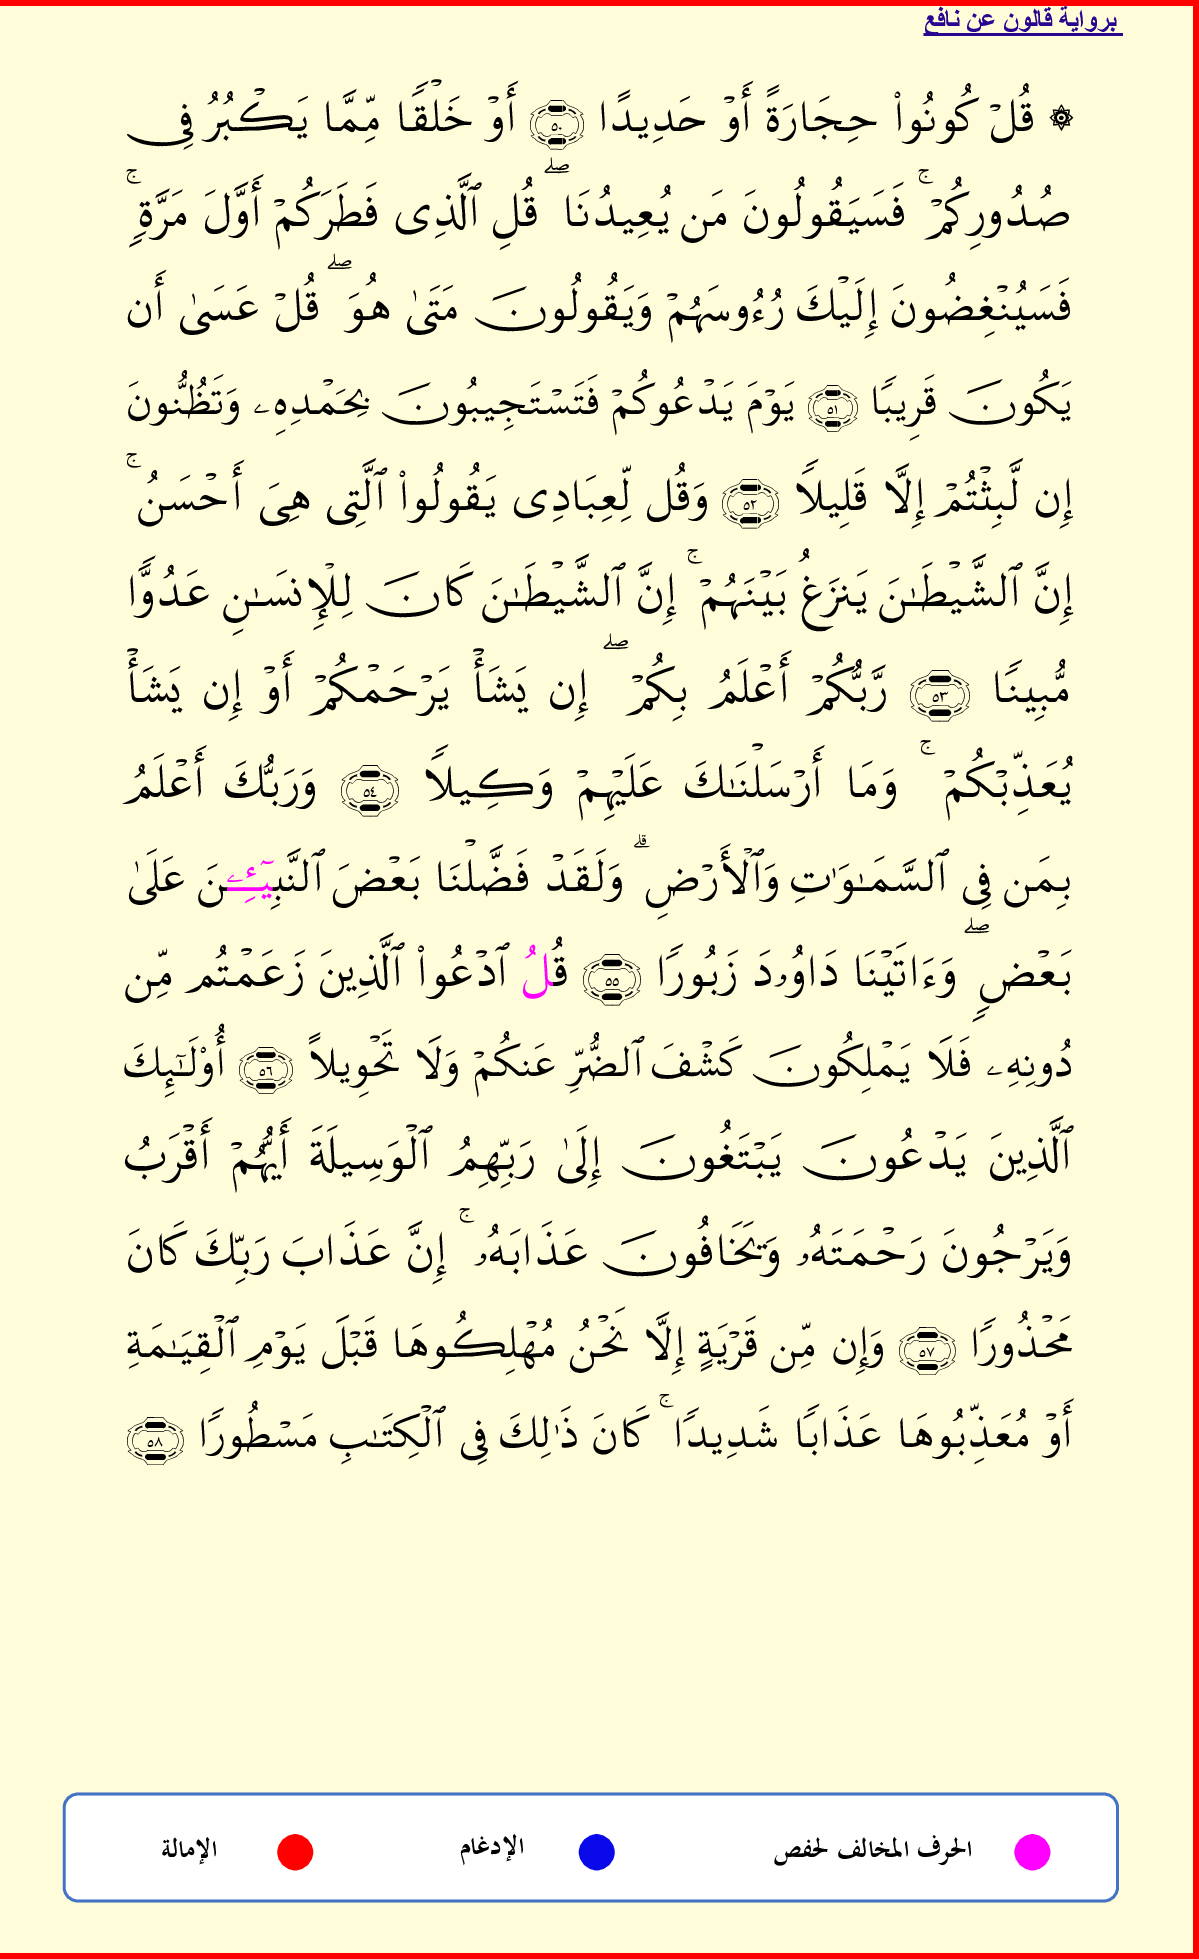 برواية قالون عن نافع
۞ قُلۡ كُونُواْ حِجَارَةً أَوۡ حَدِيدًا ٥٠ أَوۡ خَلۡقًا مِّمَّا يَكۡبُرُ فِي
صُدُورِكُمۡۚ فَسَيَقُولُونَ مَن يُعِيدُنَاۖ قُلِ ٱلَّذِي فَطَرَكُمۡ أَوَّلَ مَرَّةٖۚ
فَسَيُنۡغِضُونَ إِلَيۡكَ رُءُوسَهُمۡ وَيَقُولُونَ مَتَىٰ هُوَۖ قُلۡ عَسَىٰ أَن
يَكُونَ قَرِيبًا ٥١ يَوۡمَ يَدۡعُوكُمۡ فَتَسۡتَجِيبُونَ بِحَمۡدِهِۦ وَتَظُنُّونَ
إِن لَّبِثۡتُمۡ إِلَّا قَلِيلاً ٥٢ وَقُل لِّعِبَادِي يَقُولُواْ ٱلَّتِي هِيَ أَحۡسَنُۚ
إِنَّ ٱلشَّيۡطَٰنَ يَنزَغُ بَيۡنَهُمۡۚ إِنَّ ٱلشَّيۡطَٰنَ كَانَ لِلۡإِنسَٰنِ عَدُوًّا
مُّبِينًا ٥٣ رَّبُّكُمۡ أَعۡلَمُ بِكُمۡۖ إِن يَشَأۡ يَرۡحَمۡكُمۡ أَوۡ إِن يَشَأۡ
يُعَذِّبۡكُمۡۚ وَمَا أَرۡسَلۡنَٰكَ عَلَيۡهِمۡ وَكِيلاً ٥٤ وَرَبُّكَ أَعۡلَمُ
بِمَن فِي ٱلسَّمَٰوَٰتِ وَٱلۡأَرۡضِۗ وَلَقَدۡ فَضَّلۡنَا بَعۡضَ ٱلنَّبِيٓـِٔۧنَ عَلَىٰ
بَعۡضٖۖ وَءَاتَيۡنَا دَاوُۥدَ زَبُورًا ٥٥ قُلُ ٱدۡعُواْ ٱلَّذِينَ زَعَمۡتُم مِّن
دُونِهِۦ فَلَا يَمۡلِكُونَ كَشۡفَ ٱلضُّرِّ عَنكُمۡ وَلَا تَحۡوِيلاً ٥٦ أُوْلَٰٓئِكَ
ٱلَّذِينَ يَدۡعُونَ يَبۡتَغُونَ إِلَىٰ رَبِّهِمُ ٱلۡوَسِيلَةَ أَيُّهُمۡ أَقۡرَبُ
وَيَرۡجُونَ رَحۡمَتَهُۥ وَيَخَافُونَ عَذَابَهُۥۚ إِنَّ عَذَابَ رَبِّكَ كَانَ
مَحۡذُورًا ٥٧ وَإِن مِّن قَرۡيَةٍ إِلَّا نَحۡنُ مُهۡلِكُوهَا قَبۡلَ يَوۡمِ ٱلۡقِيَٰمَةِ
أَوۡ مُعَذِّبُوهَا عَذَابًا شَدِيدًاۚ كَانَ ذَٰلِكَ فِي ٱلۡكِتَٰبِ مَسۡطُورًا ٥٨
الحرف المخالف لحفص الإدغام الإمالة